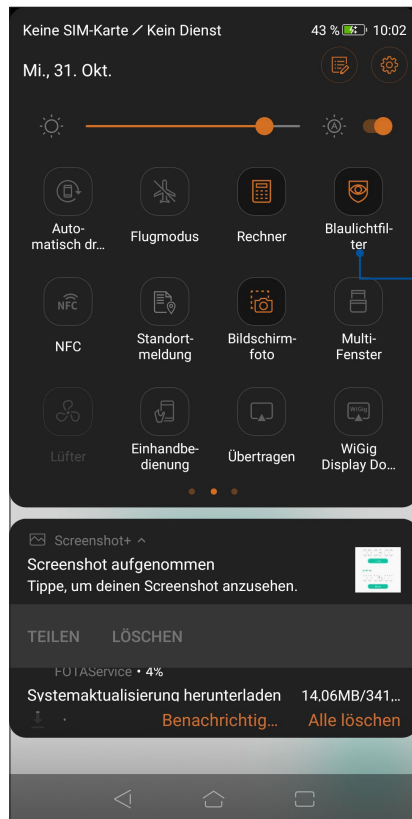 Keine SIM-Karte ∕ Kein Dienst 43 % 10:02
Mi., 31. Okt.
A
Auto-
matisch dr...
Flugmodus
Rechner
Blaulichtfil-
ter
NFC
NFC
Standort-
meldung
Bildschirm-
foto
Multi-
Fenster
WiGig
Lüfter
Einhandbe-
dienung
Übertragen
WiGig
Display Do...
Screenshot+
Screenshot aufgenommen
Tippe, um deinen Screenshot anzusehen.
TEILEN LÖSCHEN
FOTAService • 4%
Systemaktualisierung herunterladen 14,06MB/341,...
Benachrichtig... Alle löschen